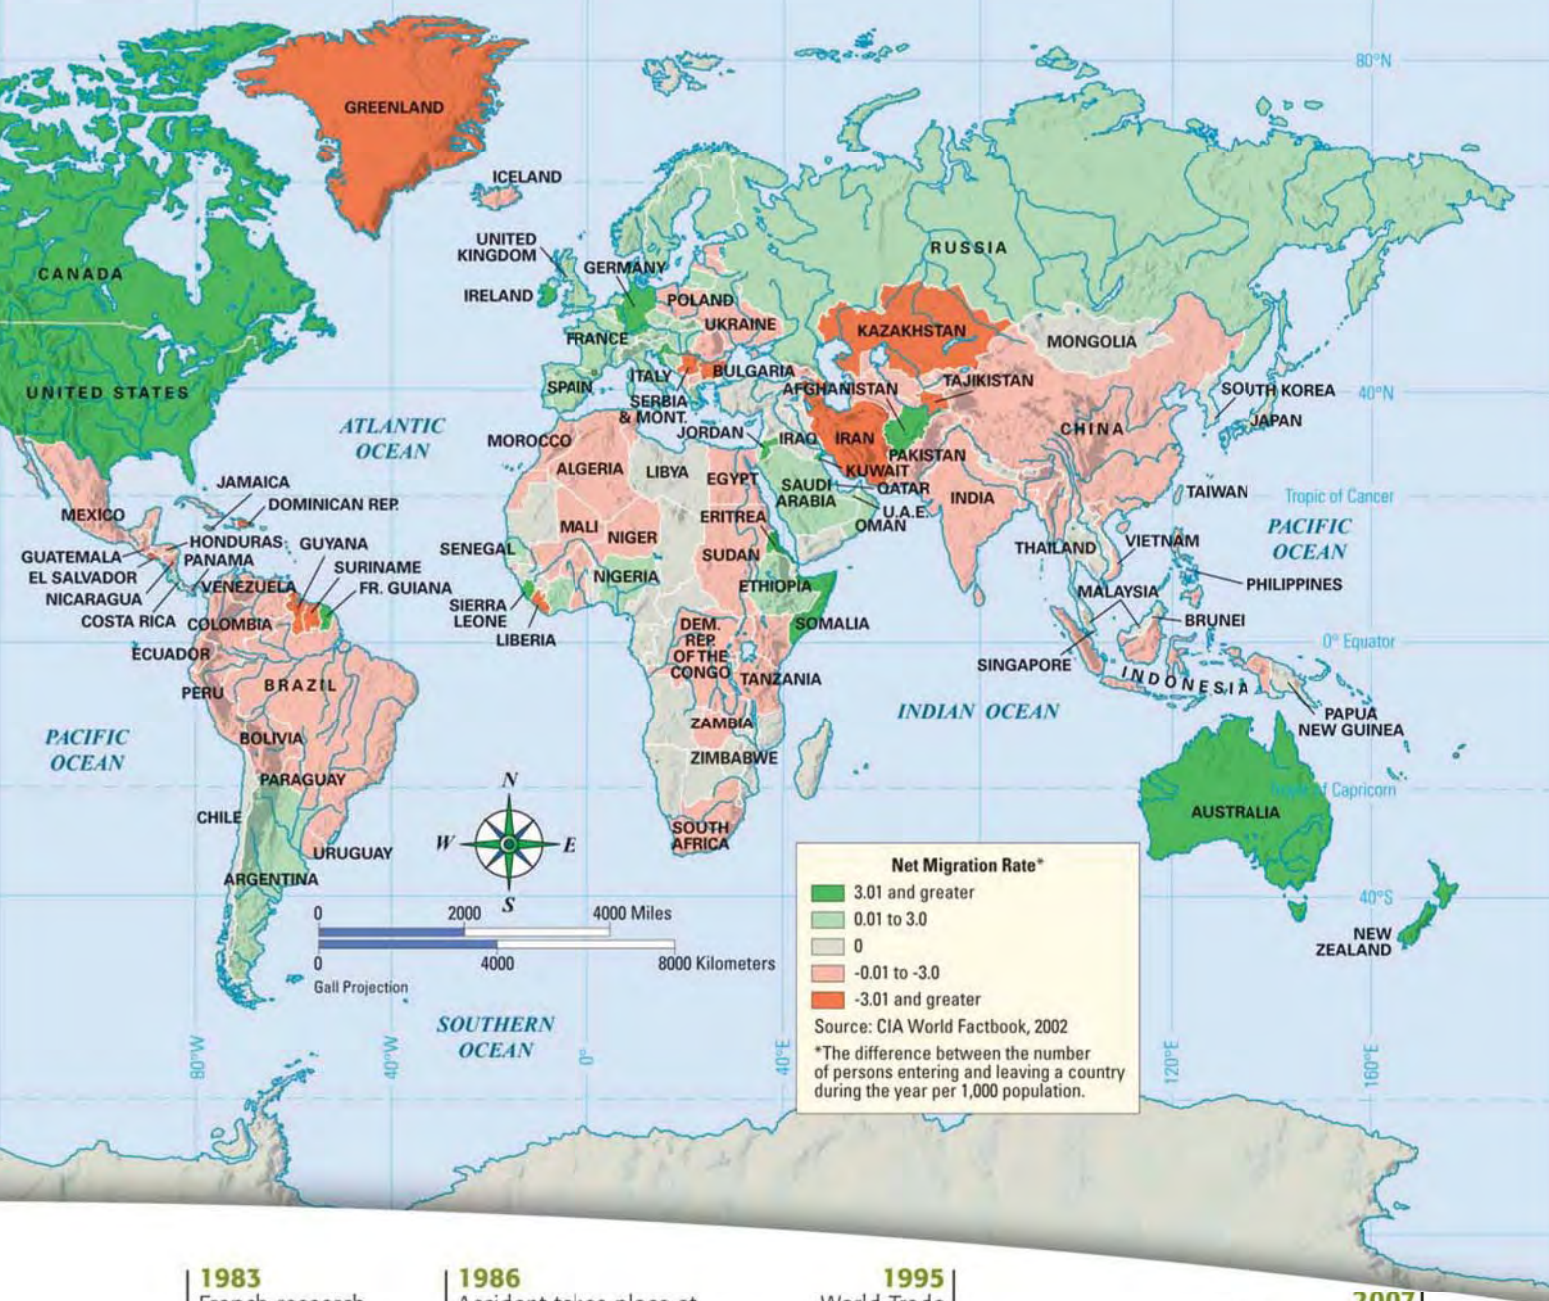 80°N
GREENLAND
ICELAND
UNITED
KINGDOM
GERMANY
RUSSIA
CANADA
IRELAND
POLAND
UKRAINE
FRANCE
KAZAKHSTAN
MONGOLIA
UNITED STATES
SPAIN
ITALY
BULGARIA
AFGHANISTAN
TAJIKISTAN
SOUTH KOREA
40°N
SERBIA
& MONT.
JAPAN
ATLANTIC
OCEAN
MOROCCO
JORDAN
IRAQ
IRAN
CHINA
PAKISTAN
ALGERIA
LIBYA
EGYPT
KUWAIT
JAMAICA
SAUDI
ARABIA
QATAR
INDIA
TAIWAN
Tropic of Cancer
DOMINICAN REP.
MEXICO
ERITREA
U.A.E.
OMAN
PACIFIC
OCEAN
MALI
NIGER
HONDURAS
GUATEMALA
PANAMA
GUYANA
SENEGAL
SUDAN
THAILAND
VIETNAM
EL SALVADOR
SURINAME
NICARAGUA
VENEZUELA
FR. GUIANA
NIGERIA
ETHIOPIA
PHILIPPINES
MALAYSIA
COSTA RICA
COLOMBIA
SIERRA
LEONE
LIBERIA
SOMALIA
BRUNEI
DEM.
REP.
OF THE
CONGO
0° Equator
ECUADOR
SINGAPORE
PERU
BRAZIL
TANZANIA
INDONESIA
INDIAN OCEAN
PAPUA
NEW GUINEA
PACIFIC
OCEAN
BOLIVIA
ZAMBIA
ZIMBABWE
PARAGUAY
N
Tropic of Capricorn
CHILE
AUSTRALIA
SOUTH
AFRICA
W
E
URUGUAY
ARGENTINA
S
40°S
NEW
ZEALAND
0
2000
4000 Miles
0
4000
8000 Kilometers
Gall Projection
SOUTHERN
OCEAN
Net Migration Rate*
3.01 and greater
0.01 to 3.0
0
-0.01 to -3.0
-3.01 and greater
Source: CIA World Factbook, 2002
*The difference between the number
of persons entering and leaving a country
during the year per 1,000 population.
80°W
40°W
0°
40°E
120°E
160°E
1983
1986
1995
World Trade
2007